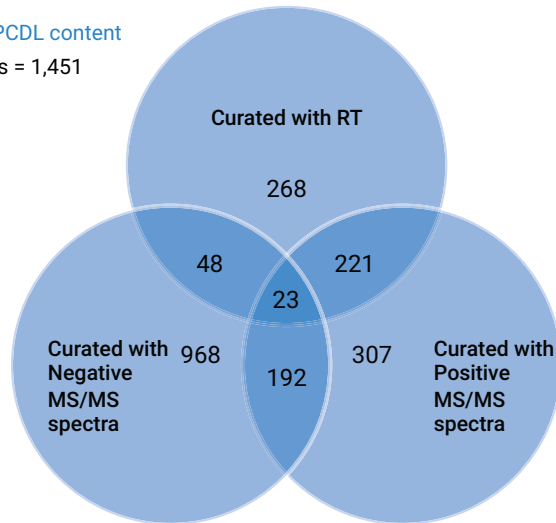 PCDL content
s = 1,451
Curated with RT
268
48
221
23
Curated with
Negative
MS/MS
spectra
968
192
307
Curated with
Positive
MS/MS
spectra